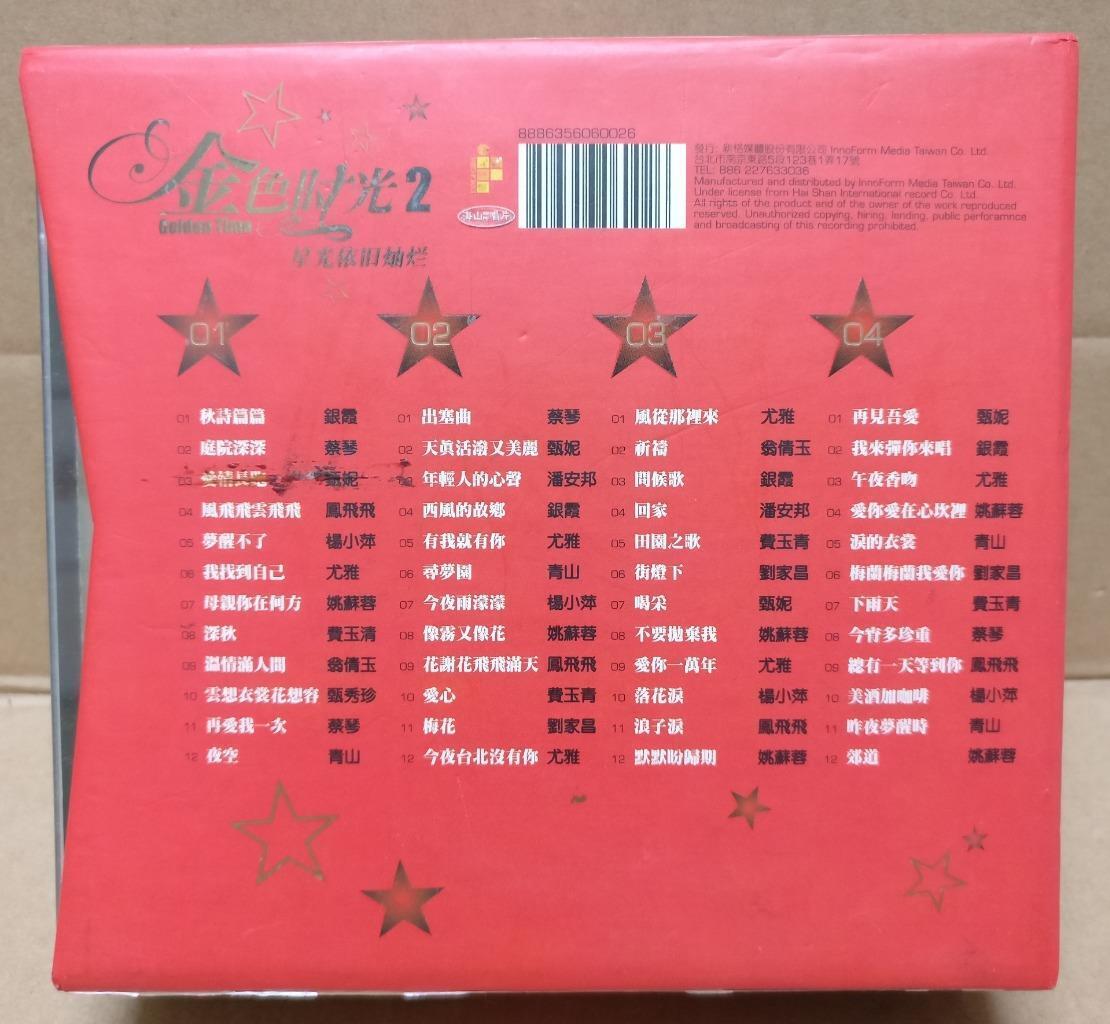 金色时光2
Golden Time
星光依旧灿烂
海山唱片
8886356060026
發行: 新格媒體股份有限公司 InnoForm Media Taiwan Co. Ltd.
台北市南京東路5段123巷1弄17號
TEL: 886 227633036
Manufactured and distributed by InnoForm Media Taiwan Co. Ltd.
Under license from Hai Shan International record Co. Ltd.
All rights of the product and of the owner of the work reproduced
reserved. Unauthorized copying, hiring, lending, public perforamnce
and broadcasting of this recording prohibited.
01
01 秋詩篇篇 銀霞
02 庭院深深 蔡琴
03 愛情長 甄妮
04 風飛飛雲飛飛 鳳飛飛
05 夢醒不了 楊小萍
06 我找到自己 尤雅
07 母親你在何方 姚蘇蓉
08 深秋 費玉清
09 溫情滿人間 翁倩玉
10 雲想衣裳花想容 甄秀珍
11 再愛我一次 蔡琴
12 夜空 青山
02
01 出塞曲 蔡琴
02 天眞活潑又美麗 甄妮
03 年輕人的心聲 潘安邦
04 西風的故鄉 銀霞
05 有我就有你 尤雅
06 尋夢園 青山
07 今夜雨濛濛 楊小萍
08 像霧又像花 姚蘇蓉
09 花謝花飛飛滿天 鳳飛飛
10 愛心 費玉青
11 梅花 劉家昌
12 今夜台北沒有你 尤雅
03
01 風從那裡來 尤雅
02 祈禱 翁倩玉
03 問候歌 銀霞
04 回家 潘安邦
05 田園之歌 費玉青
06 街燈下 劉家昌
07 喝采 甄妮
08 不要拋棄我 姚蘇蓉
09 愛你一萬年 尤雅
10 落花淚 楊小萍
11 浪子淚 鳳飛飛
12 默默盼歸期 姚蘇蓉
04
01 再見吾愛 甄妮
02 我來彈你來唱 銀霞
03 午夜香吻 尤雅
04 愛你愛在心坎裡 姚蘇蓉
05 淚的衣裳 青山
06 梅蘭梅蘭我愛你 劉家昌
07 下雨天 費玉青
08 今宵多珍重 蔡琴
09 總有一天等到你 鳳飛飛
10 美酒加咖啡 楊小萍
11 昨夜夢醒時 青山
12 郊道 姚蘇蓉